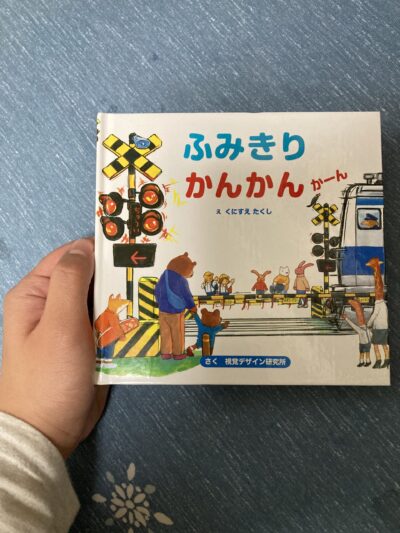 ふみきり
かんかん かーん
え くにすえ たくし
さく 視覚デザイン研究所